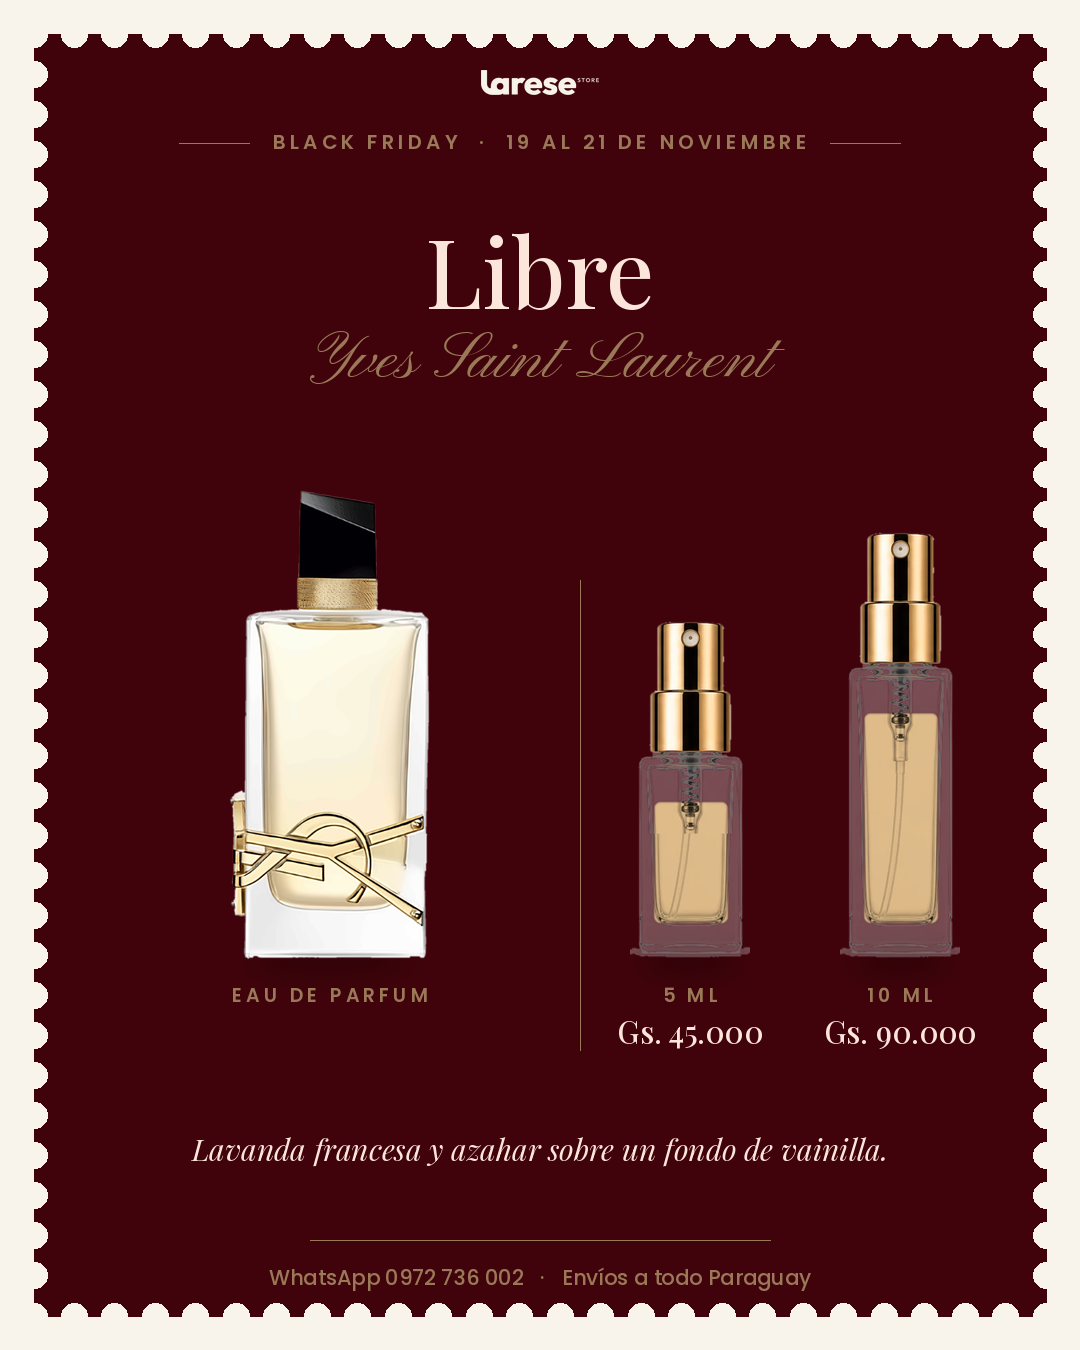 Larese STORE
BLACK FRIDAY · 19 AL 21 DE NOVIEMBRE
Libre
Yves Saint Laurent
EAU DE PARFUM
5 ML
Gs. 45.000
10 ML
Gs. 90.000
Lavanda francesa y azahar sobre un fondo de vainilla.
WhatsApp 0972 736 002 · Envíos a todo Paraguay